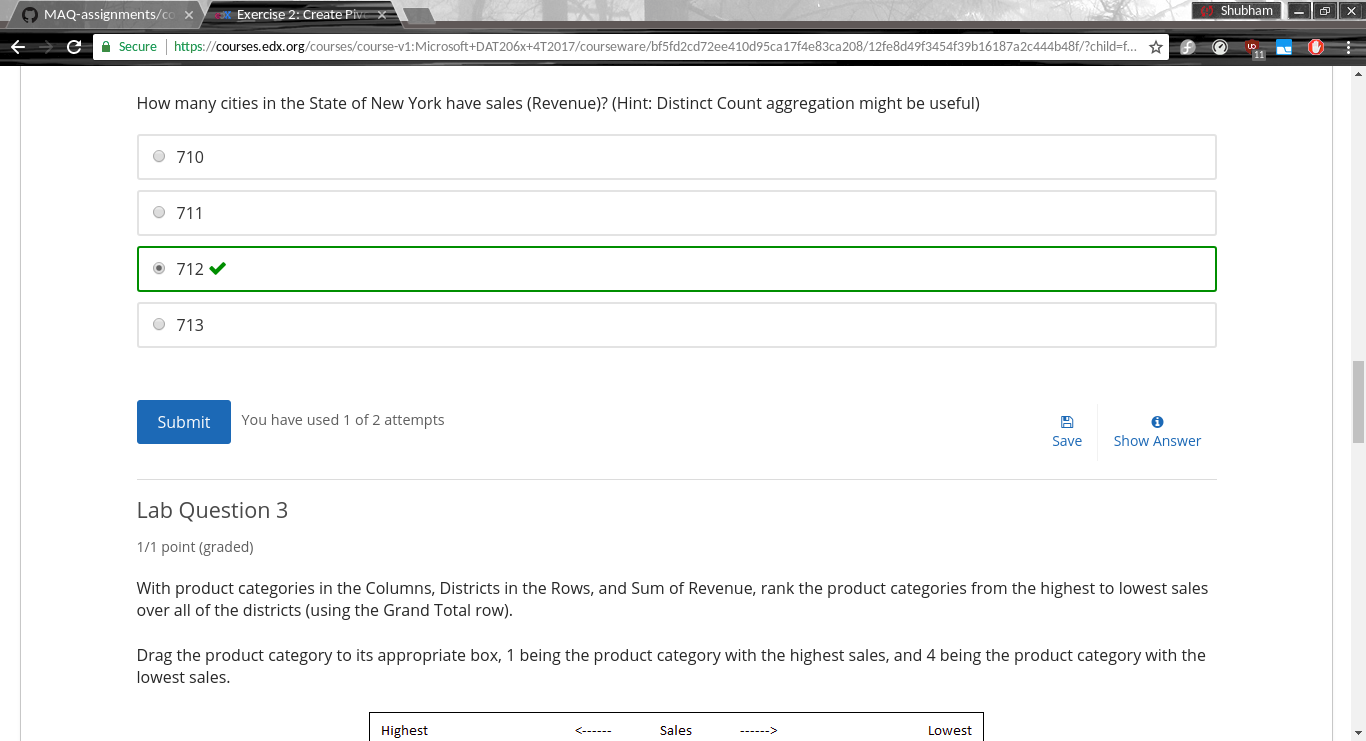 MAQ-assignments/co
Exercise 2: Create Piv
Shubham
Secure
https://courses.edx.org/courses/course-v1:Microsoft+DAT206x+4T2017/courseware/bf5fd2cd72ee410d95ca17f4e83ca208/12fe8d49f3454f39b16187a2c444b48f/?child=f...
11
How many cities in the State of New York have sales (Revenue)? (Hint: Distinct Count aggregation might be useful)
710
711
712
713
Submit
You have used 1 of 2 attempts
Save
Show Answer
Lab Question 3
1/1 point (graded)
With product categories in the Columns, Districts in the Rows, and Sum of Revenue, rank the product categories from the highest to lowest sales
over all of the districts (using the Grand Total row).
Drag the product category to its appropriate box, 1 being the product category with the highest sales, and 4 being the product category with the
lowest sales.
Highest <------ Sales ------> Lowest